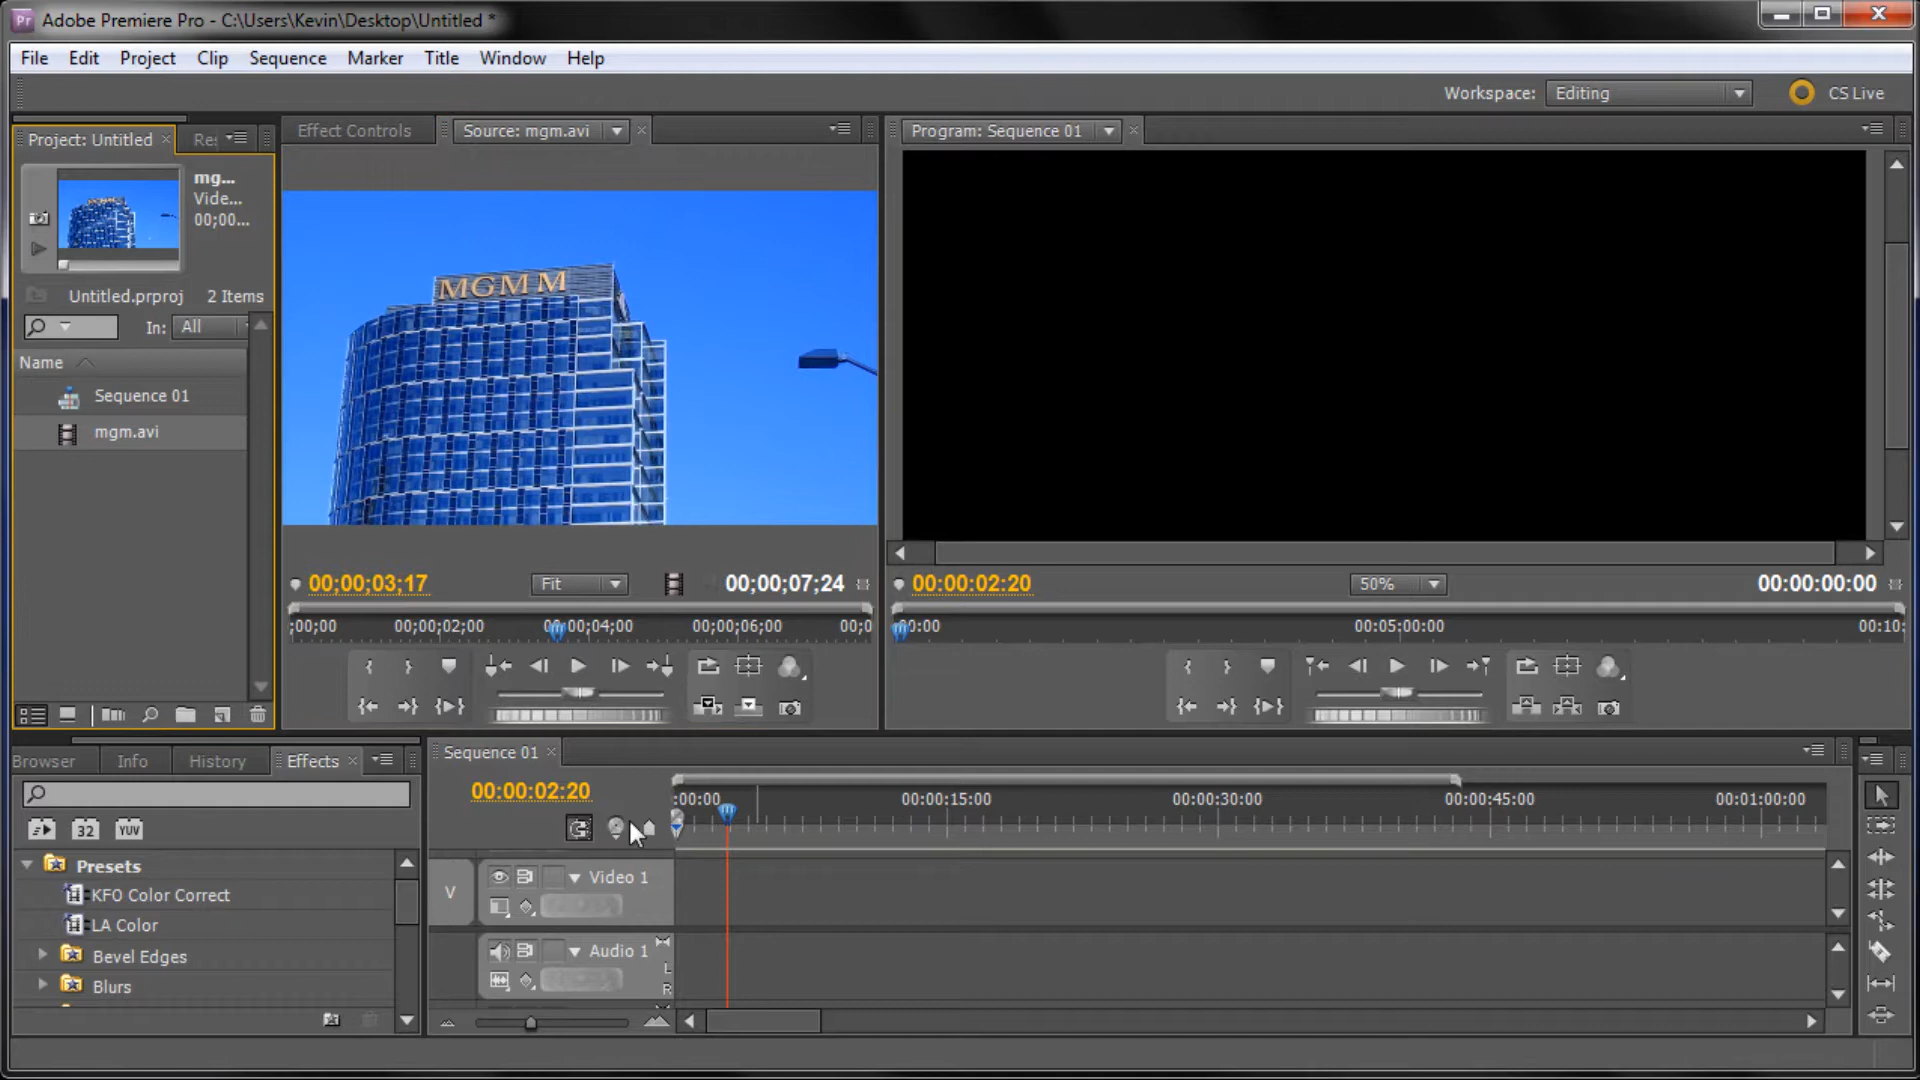 Pr Adobe Premiere Pro - C:\Users\Kevin\Desktop\Untitled *
File Edit Project Clip Sequence Marker Title Window Help
Workspace: Editing CS Live
Project: Untitled
Effect Controls Source: mgm.avi
Program: Sequence 01
mg...
Vide...
00;00...
MGMM
Untitled.prproj 2 Items
In: All
Name
Sequence 01
mgm.avi
00;00;03;17 Fit 00;00;07;24
00:00:02:20 50% 00:00:00:00
;00;00 00;00;02;00 00;00;04;00 00;00;06;00 00;0
00:00 00:05:00:00 00:10:
Browser Info History Effects
Sequence 01
00:00:02:20
:00:00 00:00:15:00 00:00:30:00 00:00:45:00 00:01:00:00
32 YUV
Presets
KFO Color Correct
LA Color
Bevel Edges
Blurs
V Video 1
Audio 1
L
R